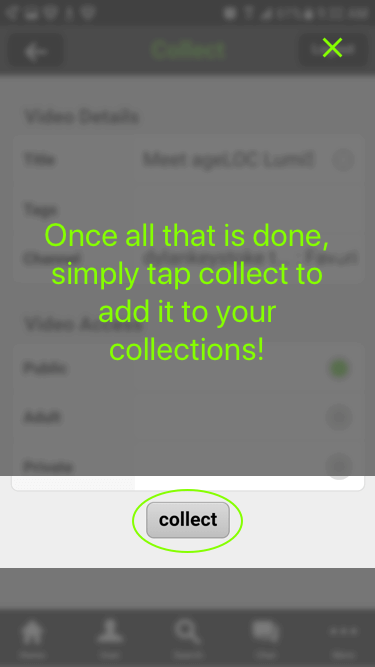 Collect
Video Details
Title
Meet ageLOC Lumi
Tags
Once all that is done,
simply tap collect to
add it to your
collections!
Channel
Video Access
Public
Adult
Private
collect